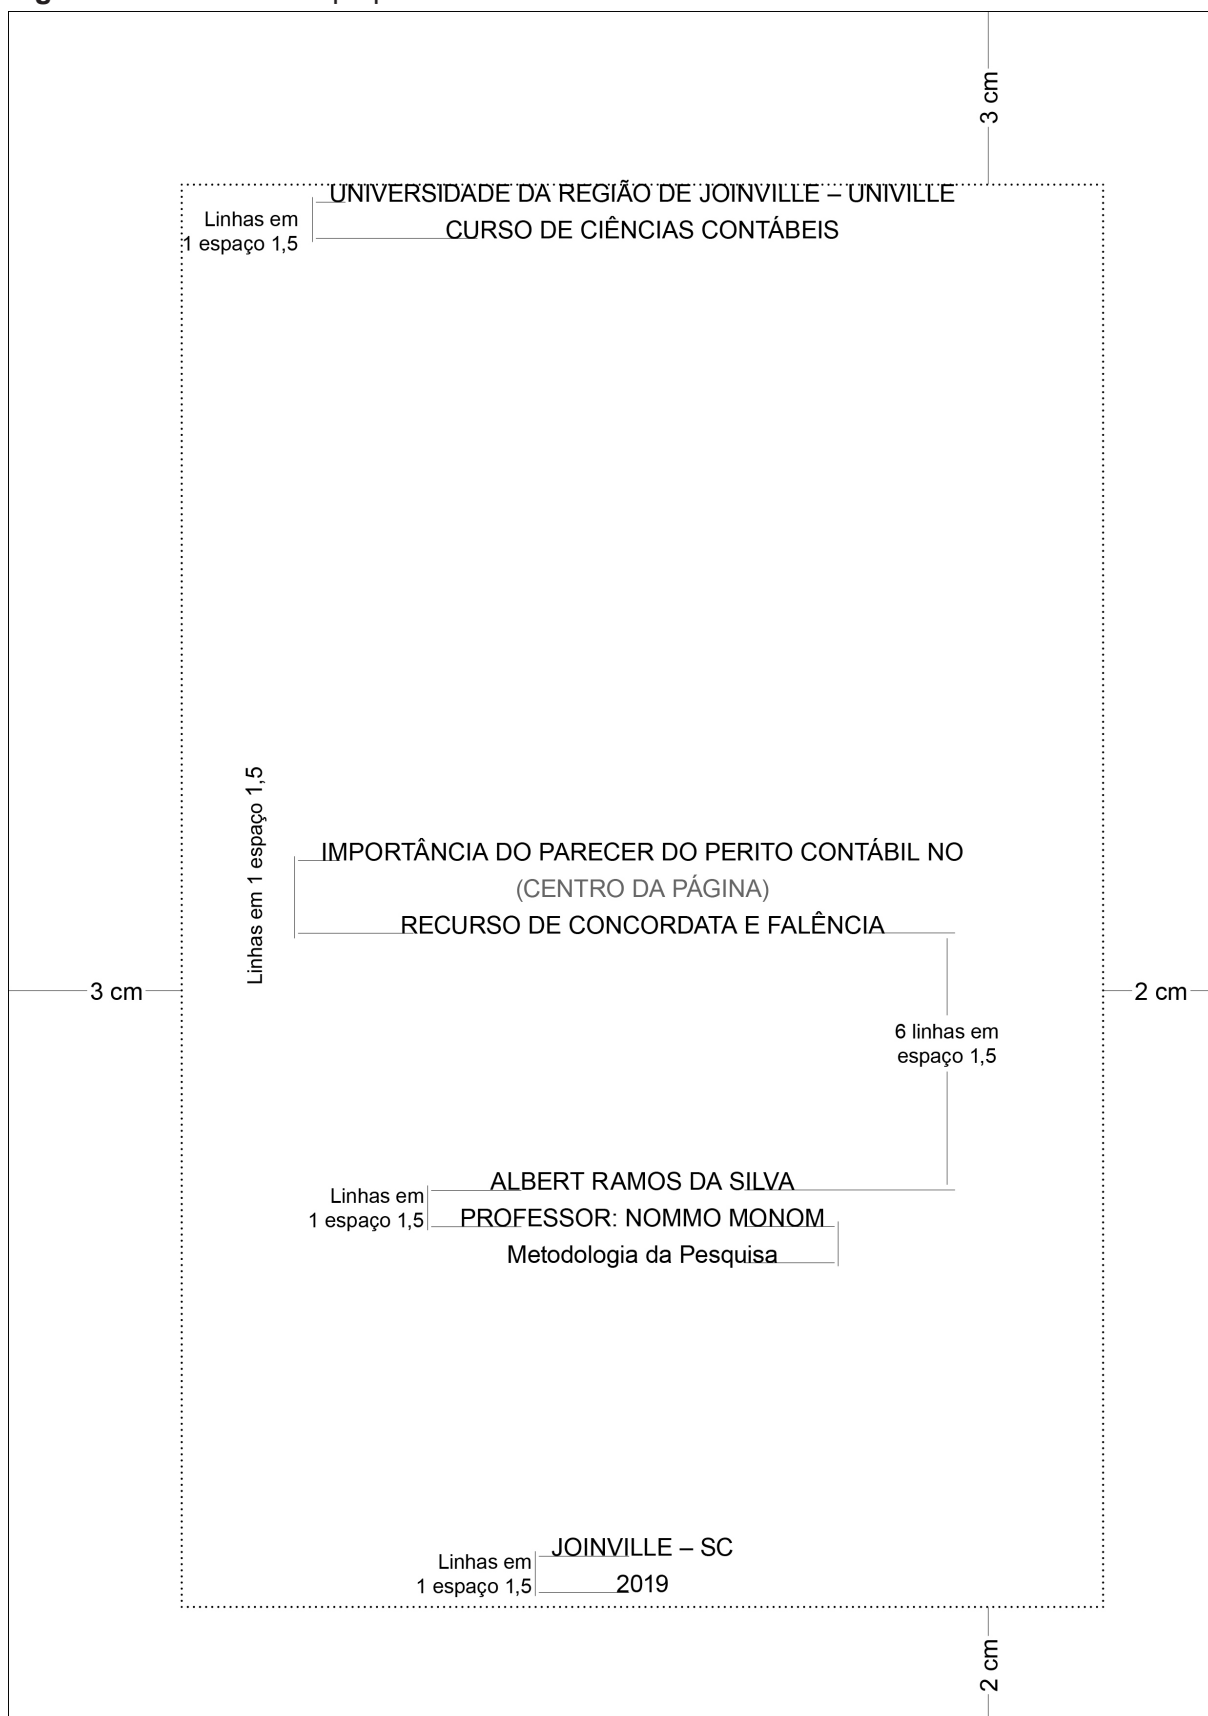 3 cm
UNIVERSIDADE DA REGIÃO DE JOINVILLE – UNIVILLE
Linhas em
1 espaço 1,5
CURSO DE CIÊNCIAS CONTÁBEIS
Linhas em 1 espaço 1,5
IMPORTÂNCIA DO PARECER DO PERITO CONTÁBIL NO
(CENTRO DA PÁGINA)
RECURSO DE CONCORDATA E FALÊNCIA
3 cm
2 cm
6 linhas em
espaço 1,5
ALBERT RAMOS DA SILVA
Linhas em
1 espaço 1,5
PROFESSOR: NOMMO MONOM
Metodologia da Pesquisa
JOINVILLE – SC
Linhas em
1 espaço 1,5
2019
2 cm